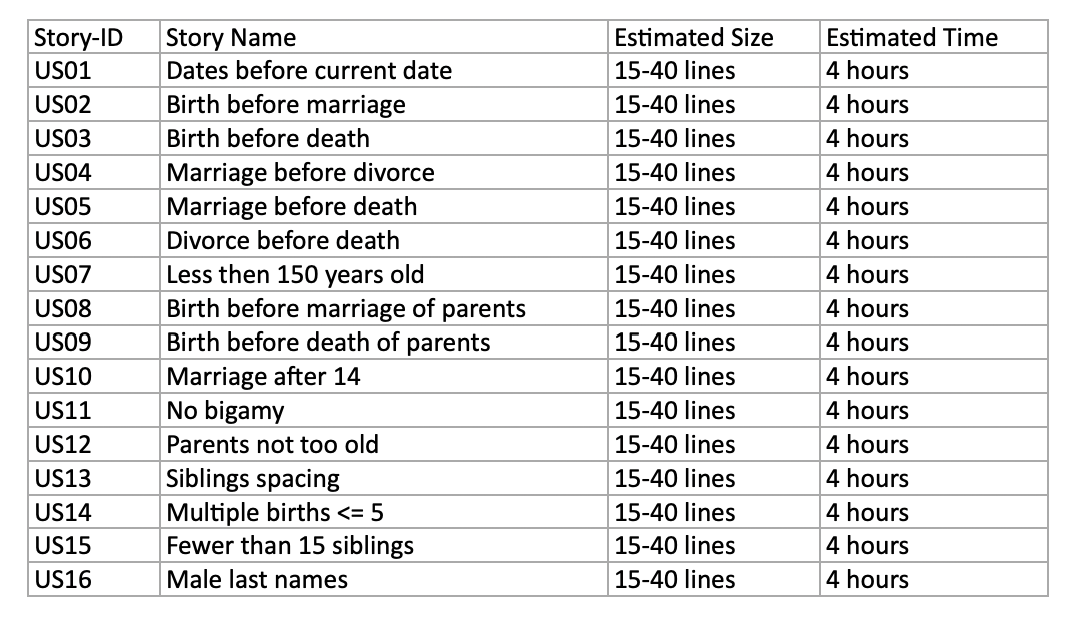 Story-ID Story Name Estimated Size Estimated Time
US01 Dates before current date 15-40 lines 4 hours
US02 Birth before marriage 15-40 lines 4 hours
US03 Birth before death 15-40 lines 4 hours
US04 Marriage before divorce 15-40 lines 4 hours
US05 Marriage before death 15-40 lines 4 hours
US06 Divorce before death 15-40 lines 4 hours
US07 Less then 150 years old 15-40 lines 4 hours
US08 Birth before marriage of parents 15-40 lines 4 hours
US09 Birth before death of parents 15-40 lines 4 hours
US10 Marriage after 14 15-40 lines 4 hours
US11 No bigamy 15-40 lines 4 hours
US12 Parents not too old 15-40 lines 4 hours
US13 Siblings spacing 15-40 lines 4 hours
US14 Multiple births <= 5 15-40 lines 4 hours
US15 Fewer than 15 siblings 15-40 lines 4 hours
US16 Male last names 15-40 lines 4 hours